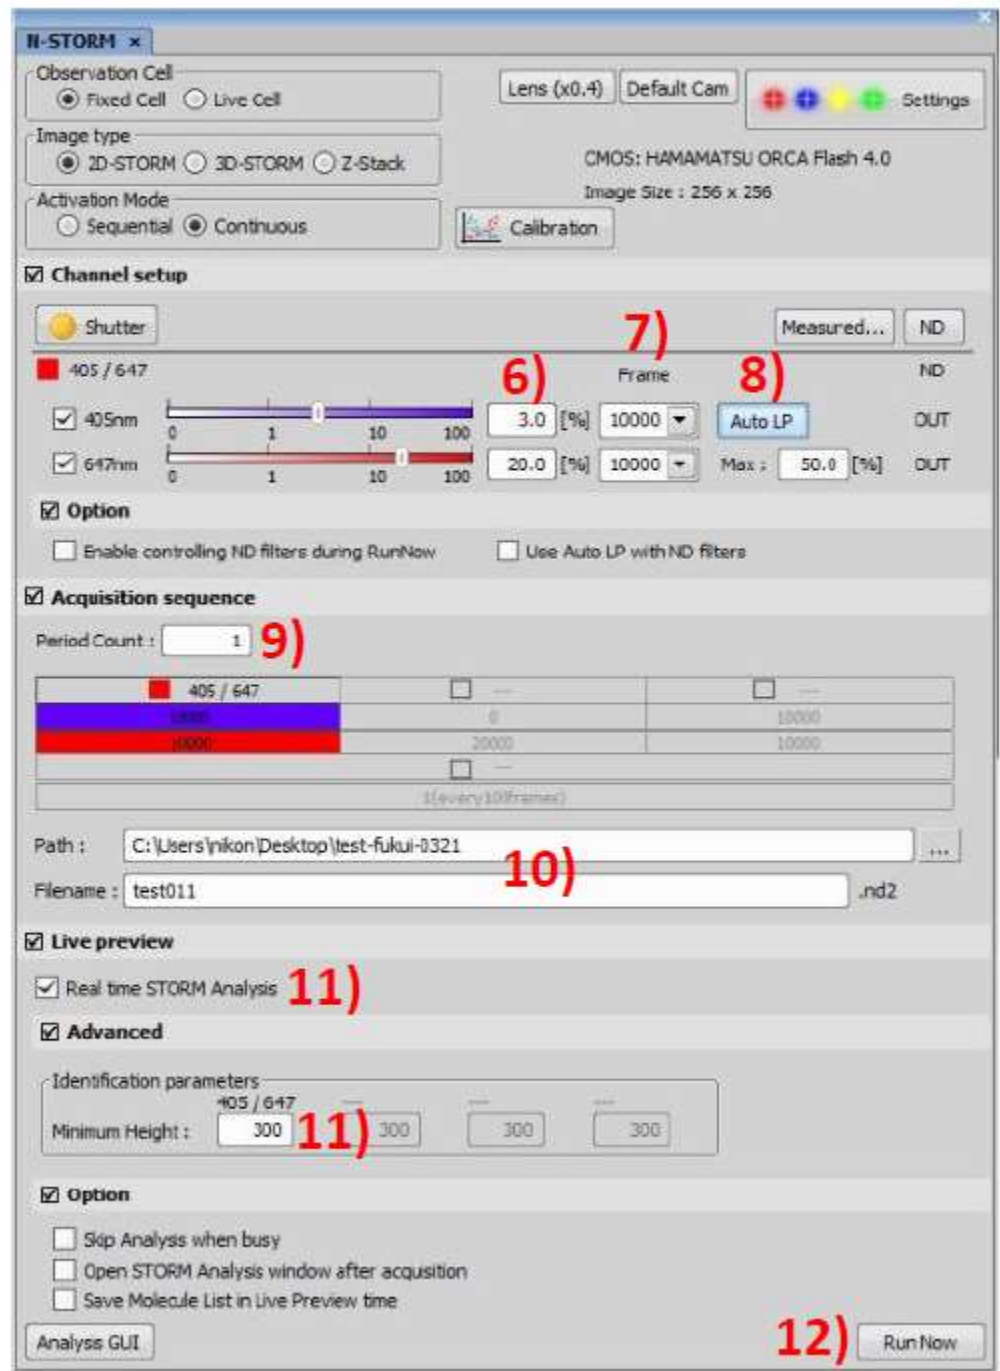 N-STORM ×
Observation Cell
Fixed Cell Live Cell
Lens (x0.4) Default Cam Settings
Image type
2D-STORM 3D-STORM Z-Stack
CMOS: HAMAMATSU ORCA Flash 4.0
Image Size : 256 x 256
Activation Mode
Sequential Continuous
Calibration
Channel setup
Shutter 7) Measured... ND
405 / 647 6) Frame 8) ND
405nm 0 1 10 100 3.0 [%] 10000 Auto LP OUT
647nm 0 1 10 100 20.0 [%] 10000 Max : 50.0 [%] OUT
Option
Enable controlling ND filters during RunNow Use Auto LP with ND filters
Acquisition sequence
Period Count : 1 9)
405 / 647 --- ---
10000 0 10000
10000 20000 10000
---
1(every100frames)
Path : C:\Users\nikon\Desktop\test-fukui-0321 ...
10)
Filename : test011 .nd2
Live preview
Real time STORM Analysis 11)
Advanced
Identification parameters
405 / 647 --- --- ---
Minimum Height : 300 11) 300 300 300
Option
Skip Analysis when busy
Open STORM Analysis window after acqusition
Save Molecule List in Live Preview time
Analysis GUI 12) Run Now